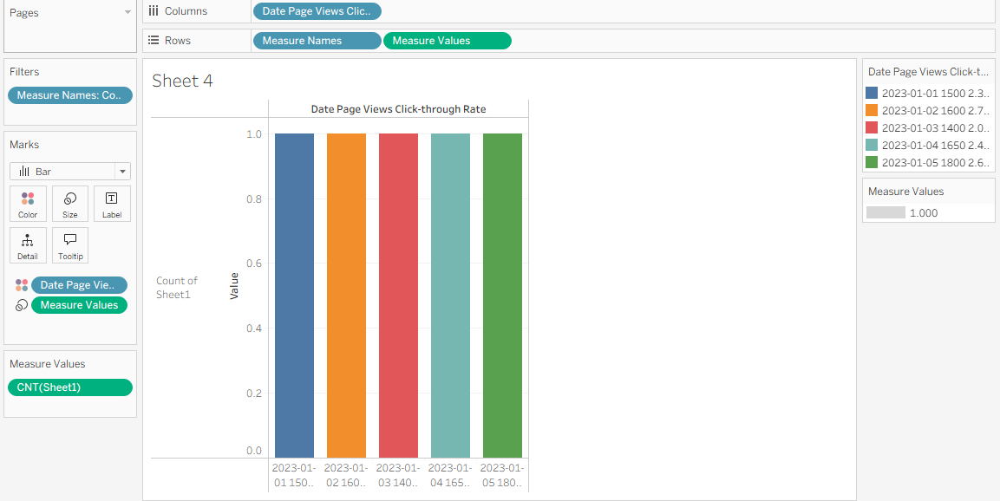 Pages
Columns
Date Page Views Clic..
Rows
Measure Names
Measure Values
Filters
Measure Names: Co..
Marks
Bar
Color
Size
Label
Detail
Tooltip
Date Page Vie..
Measure Values
Measure Values
CNT(Sheet1)
Sheet 4
Date Page Views Click-through Rate
Count of
Sheet1
Value
1.0
0.8
0.6
0.4
0.2
0.0
2023-01-
01 150..
2023-01-
02 160..
2023-01-
03 140..
2023-01-
04 165..
2023-01-
05 180..
Date Page Views Click-t...
2023-01-01 1500 2.3..
2023-01-02 1600 2.7..
2023-01-03 1400 2.0..
2023-01-04 1650 2.4..
2023-01-05 1800 2.6..
Measure Values
1.000